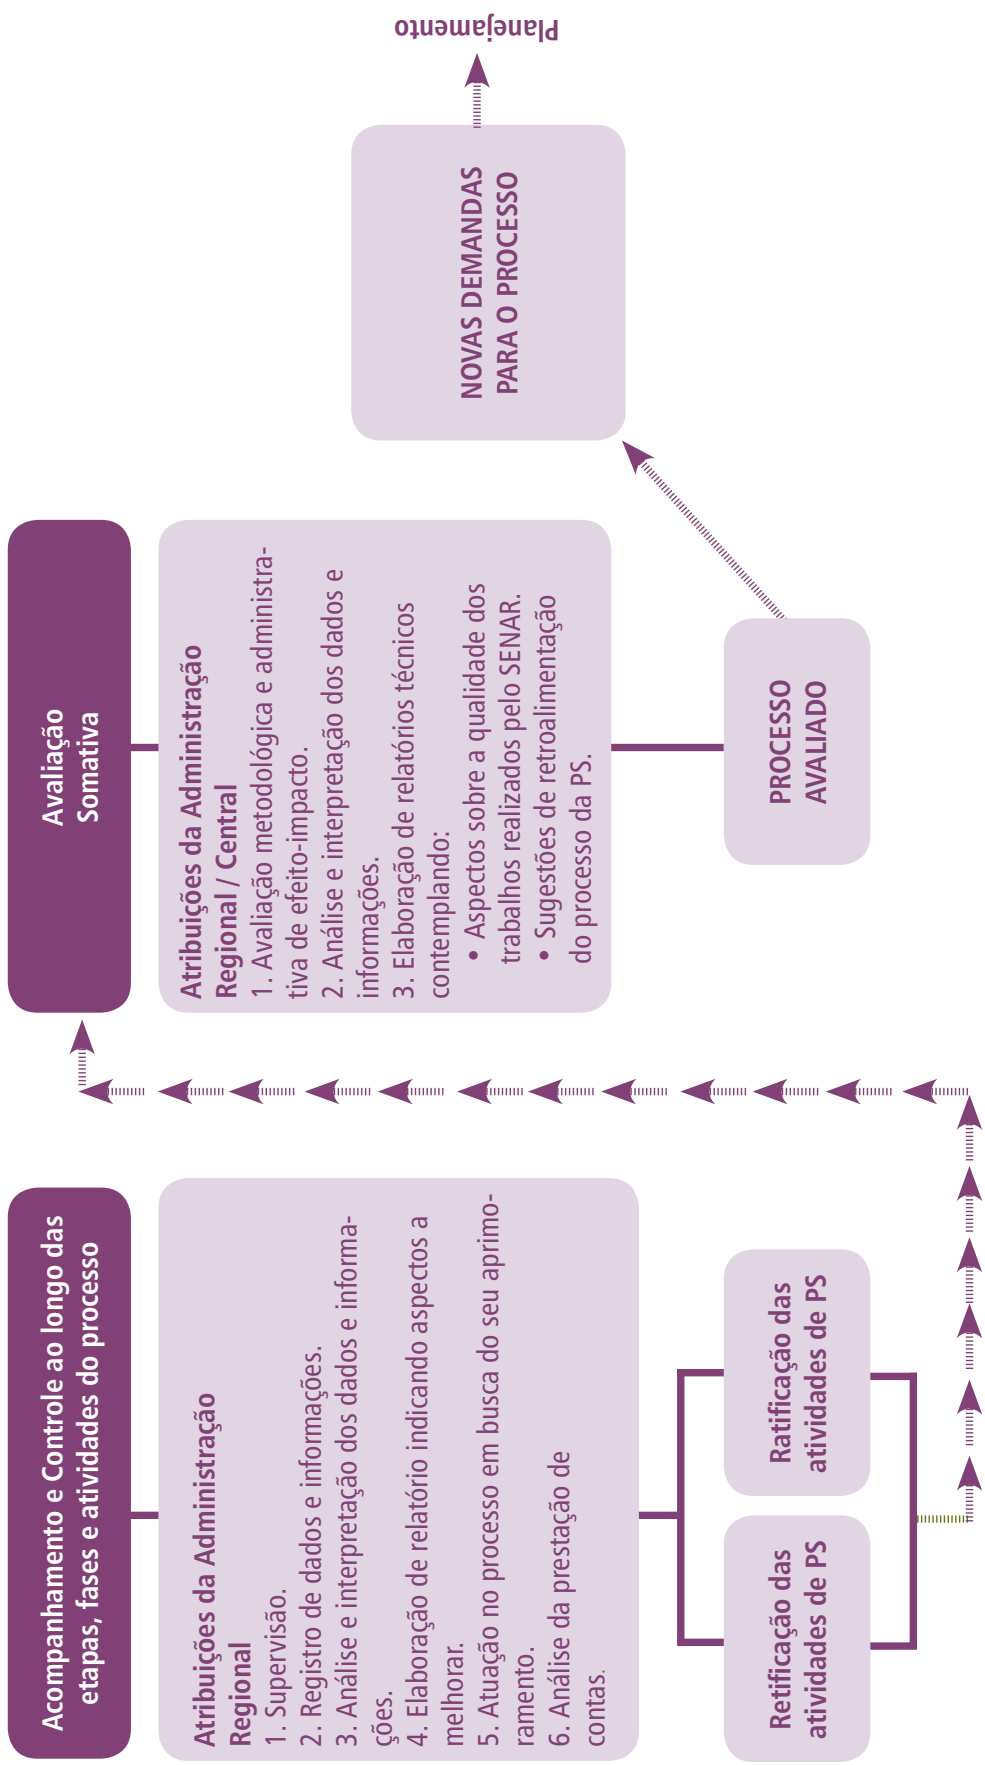 Acompanhamento e Controle ao longo das
etapas, fases e atividades do processo
Atribuições da Administração
Regional
1. Supervisão.
2. Registro de dados e informações.
3. Análise e interpretação dos dados e informa-
ções.
4. Elaboração de relatório indicando aspectos a
melhorar.
5. Atuação no processo em busca do seu aprimo-
ramento.
6. Análise da prestação de
contas.
Retificação das
atividades de PS
Ratificação das
atividades de PS
Avaliação
Somativa
Atribuições da Administração
Regional / Central
1. Avaliação metodológica e administra-
tiva de efeito-impacto.
2. Análise e interpretação dos dados e
informações.
3. Elaboração de relatórios técnicos
contemplando:
• Aspectos sobre a qualidade dos
trabalhos realizados pelo SENAR.
• Sugestões de retroalimentação
do processo da PS.
PROCESSO
AVALIADO
NOVAS DEMANDAS
PARA O PROCESSO
Planejamento